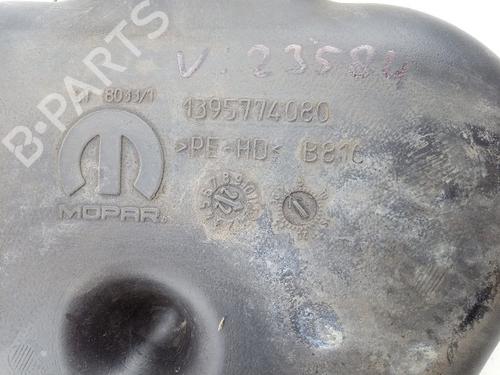 V. 23584
8033/1
1395774080
>PE-HD< B816
MOPAR
B-PARTS